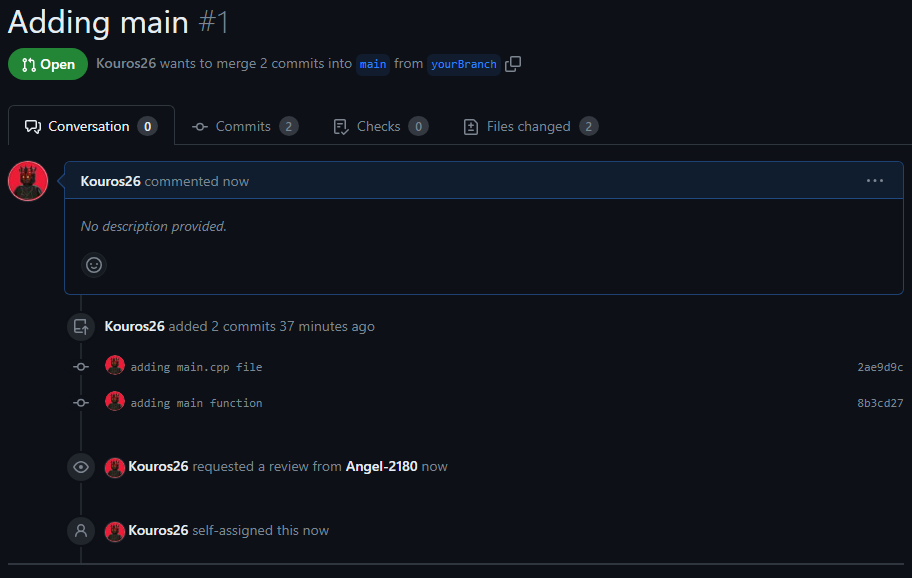 Adding main #1
Open Kouros26 wants to merge 2 commits into main from yourBranch
Conversation 0 Commits 2 Checks 0 Files changed 2
Kouros26 commented now
No description provided.
Kouros26 added 2 commits 37 minutes ago
adding main.cpp file 2ae9d9c
adding main function 8b3cd27
Kouros26 requested a review from Angel-2180 now
Kouros26 self-assigned this now